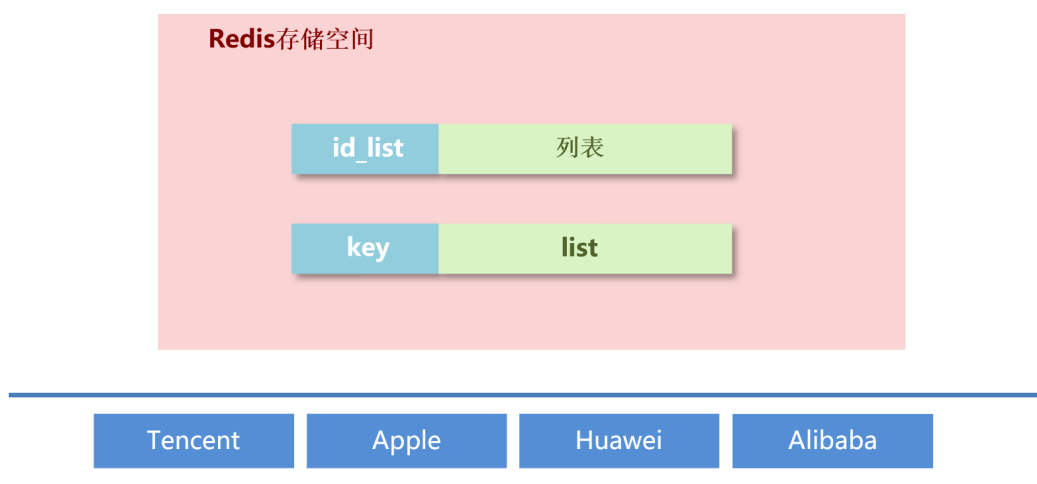 Redis存储空间
id_list 列表
key list
Tencent Apple Huawei Alibaba